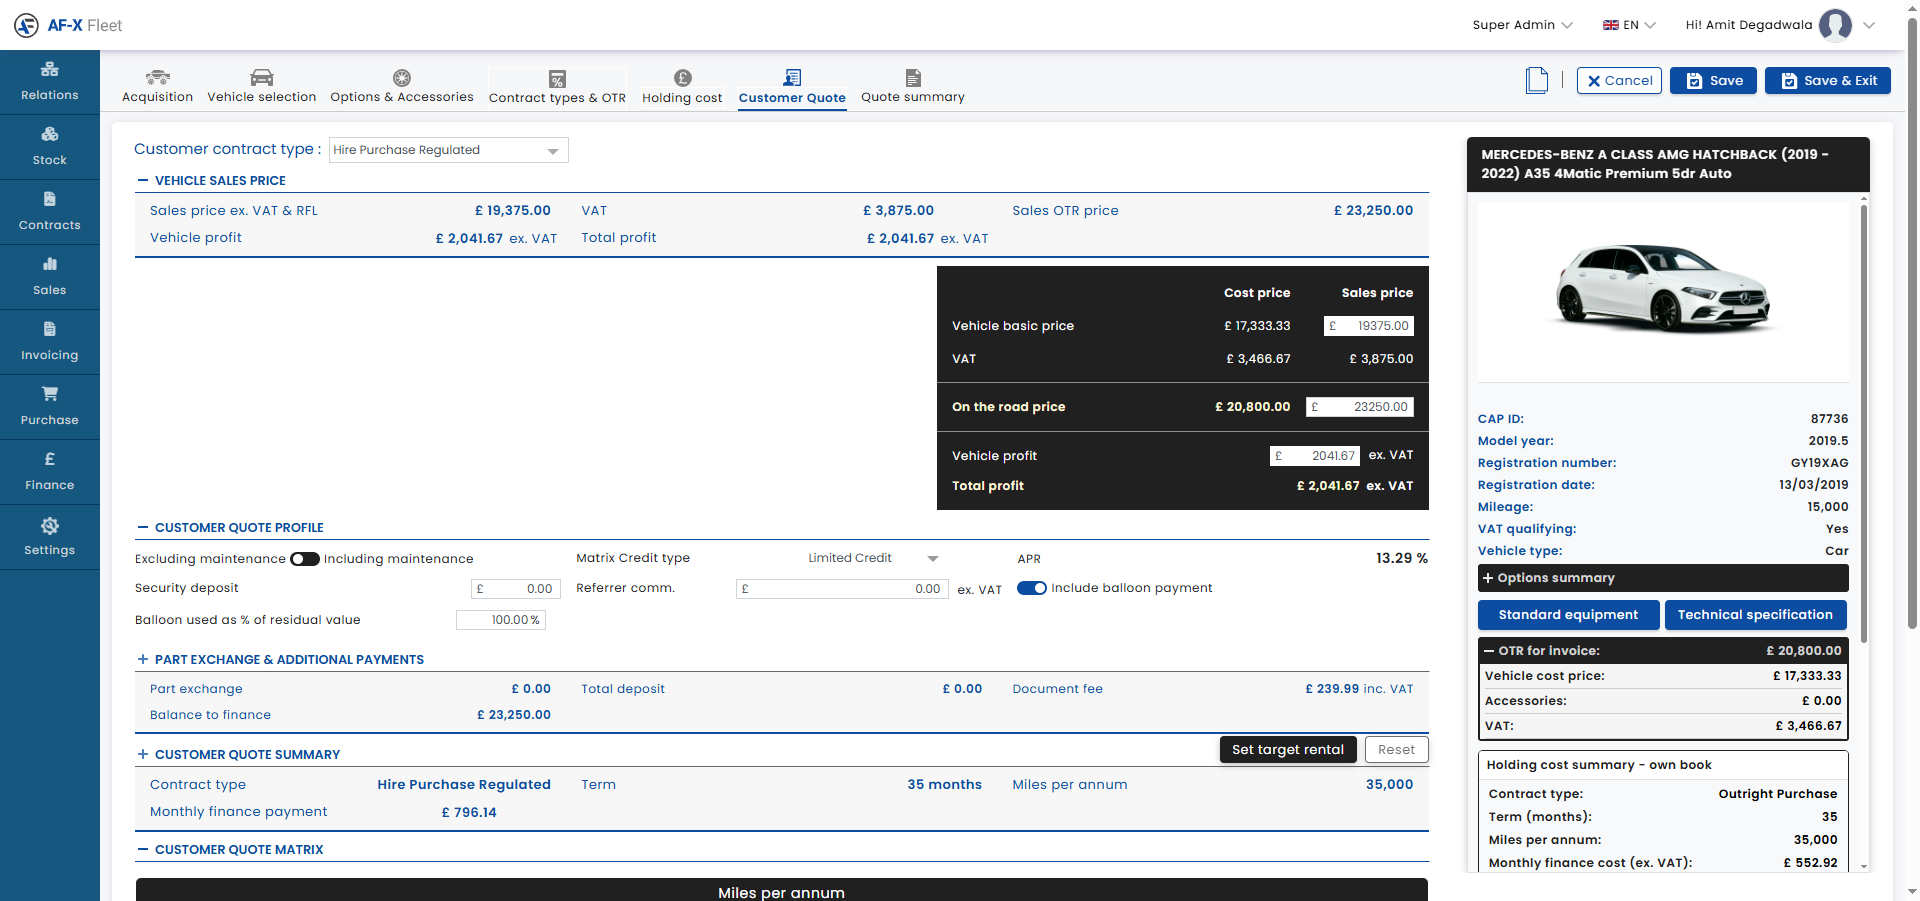 AF-X Fleet
Super Admin
EN
Hi! Amit Degadwala
Relations
Stock
Contracts
Sales
Invoicing
Purchase
£
Finance
Settings
Acquisition
Vehicle selection
Options & Accessories
Contract types & OTR
Holding cost
Customer Quote
Quote summary
Cancel
Save
Save & Exit
Customer contract type : Hire Purchase Regulated
VEHICLE SALES PRICE
Sales price ex. VAT & RFL £ 19,375.00 VAT £ 3,875.00 Sales OTR price £ 23,250.00
Vehicle profit £ 2,041.67 ex. VAT Total profit £ 2,041.67 ex. VAT
Cost price Sales price
Vehicle basic price £ 17,333.33 £ 19375.00
VAT £ 3,466.67 £ 3,875.00
On the road price £ 20,800.00 £ 23250.00
Vehicle profit £ 2041.67 ex. VAT
Total profit £ 2,041.67 ex. VAT
CUSTOMER QUOTE PROFILE
Excluding maintenance Including maintenance Matrix Credit type Limited Credit APR 13.29 %
Security deposit £ 0.00 Referrer comm. £ 0.00 ex. VAT Include balloon payment
Balloon used as % of residual value 100.00 %
PART EXCHANGE & ADDITIONAL PAYMENTS
Part exchange £ 0.00 Total deposit £ 0.00 Document fee £ 239.99 inc. VAT
Balance to finance £ 23,250.00
CUSTOMER QUOTE SUMMARY Set target rental Reset
Contract type Hire Purchase Regulated Term 35 months Miles per annum 35,000
Monthly finance payment £ 796.14
CUSTOMER QUOTE MATRIX
Miles per annum
MERCEDES-BENZ A CLASS AMG HATCHBACK (2019 -
2022) A35 4Matic Premium 5dr Auto
CAP ID: 87736
Model year: 2019.5
Registration number: GY19XAG
Registration date: 13/03/2019
Mileage: 15,000
VAT qualifying: Yes
Vehicle type: Car
Options summary
Standard equipment Technical specification
OTR for invoice: £ 20,800.00
Vehicle cost price: £ 17,333.33
Accessories: £ 0.00
VAT: £ 3,466.67
Holding cost summary - own book
Contract type: Outright Purchase
Term (months): 35
Miles per annum: 35,000
Monthly finance cost (ex. VAT): £ 552.92